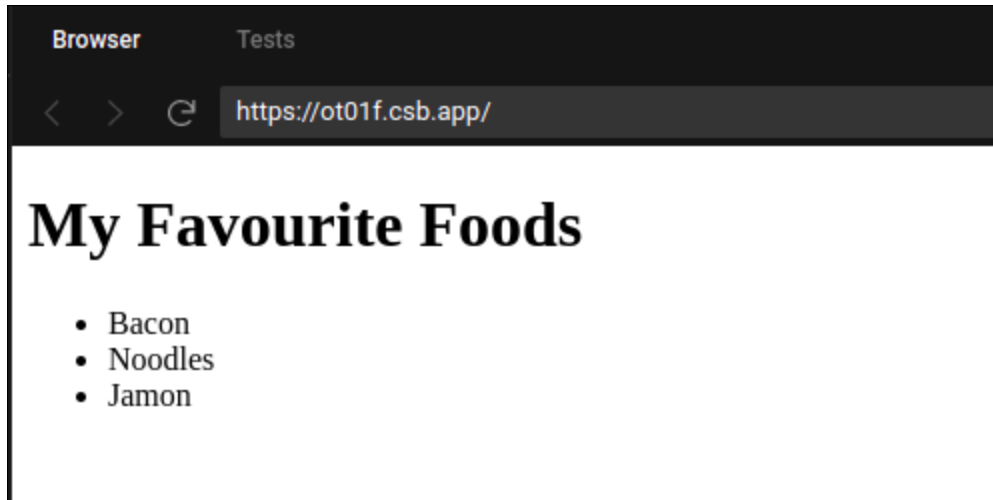 Browser Tests
https://ot01f.csb.app/
My Favourite Foods
Bacon
Noodles
Jamon